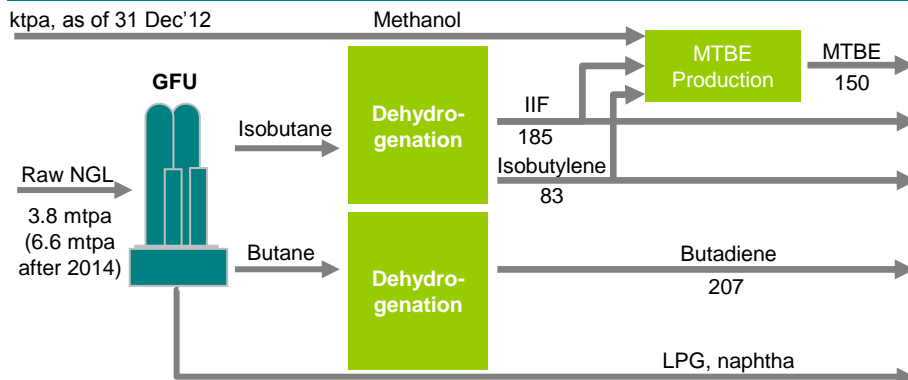 ktpa, as of 31 Dec'12
Methanol
GFU
MTBE
Production
MTBE
150
Isobutane
Dehydro-
genation
IIF
185
Isobutylene
83
Raw NGL
3.8 mtpa
(6.6 mtpa
after 2014)
Butane
Dehydro-
genation
Butadiene
207
LPG, naphtha